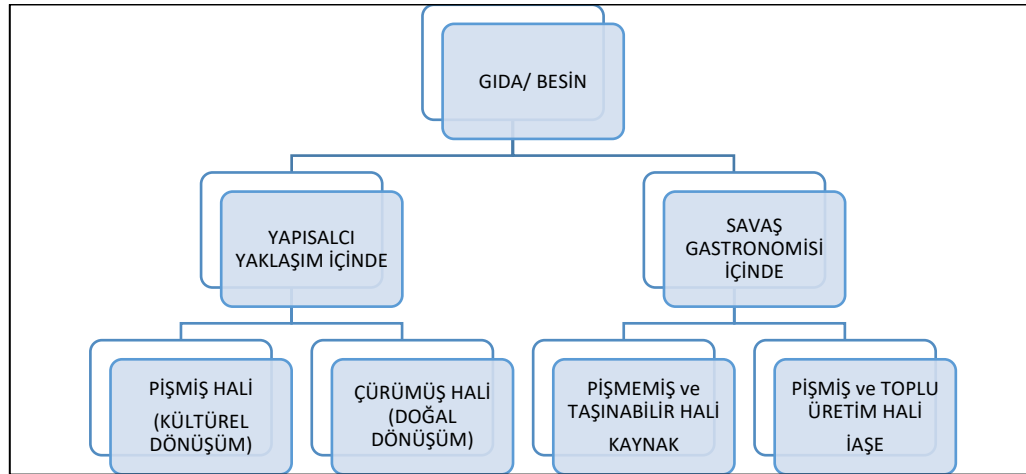 GIDA/ BESİN
YAPISALCI
YAKLAŞIM İÇİNDE
SAVAŞ
GASTRONOMİSİ
İÇİNDE
PİŞMİŞ HALİ
(KÜLTÜREL
DÖNÜŞÜM)
ÇÜRÜMÜŞ HALİ
(DOĞAL
DÖNÜŞÜM)
PİŞMEMİŞ ve
TAŞINABİLİR HALİ
KAYNAK
PİŞMİŞ ve TOPLU
ÜRETİM HALİ
İAŞE